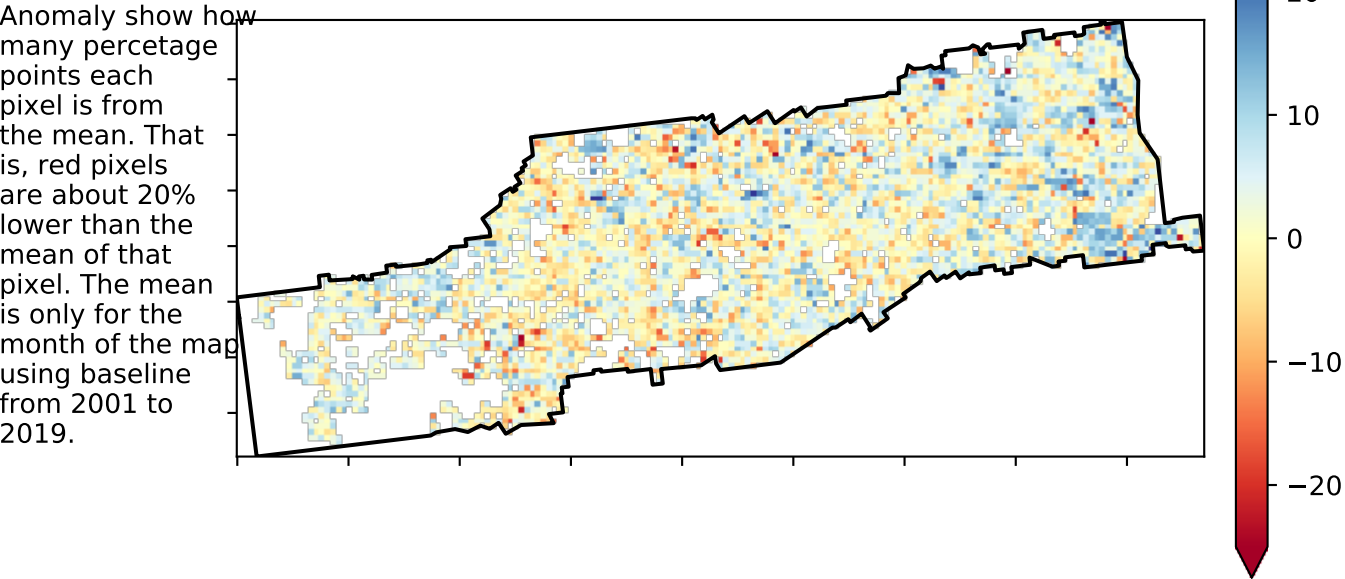 Anomaly show how
many percetage
points each
pixel is from
the mean. That
is, red pixels
are about 20%
lower than the
mean of that
pixel. The mean
is only for the
month of the map
using baseline
from 2001 to
2019.
10
0
−10
−20